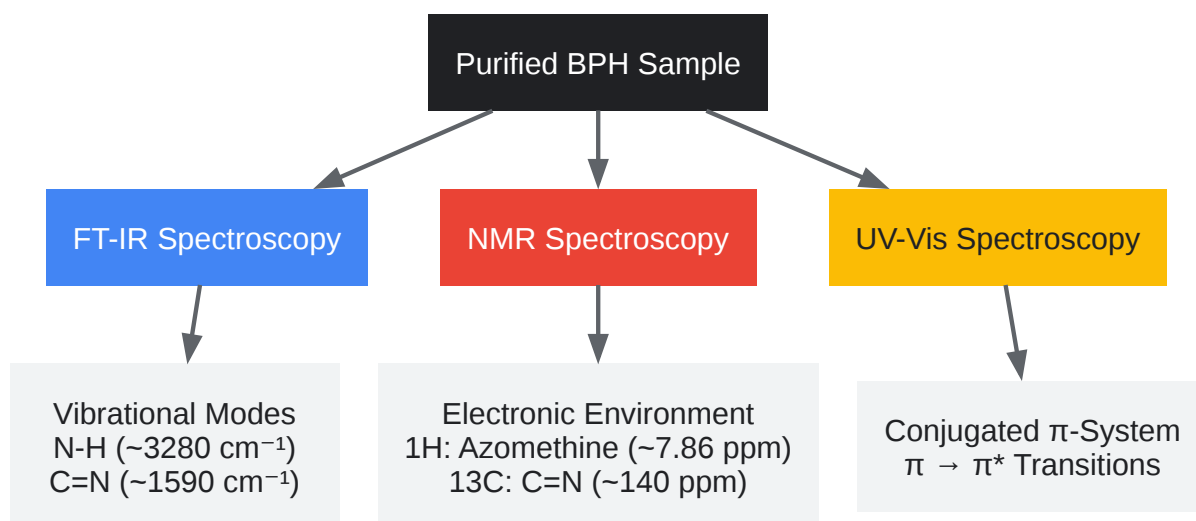 Purified BPH Sample
FT-IR Spectroscopy
NMR Spectroscopy
UV-Vis Spectroscopy
Vibrational Modes
N-H (~3280 cm⁻¹)
C=N (~1590 cm⁻¹)
Electronic Environment
1H: Azomethine (~7.86 ppm)
13C: C=N (~140 ppm)
Conjugated π-System
π → π* Transitions